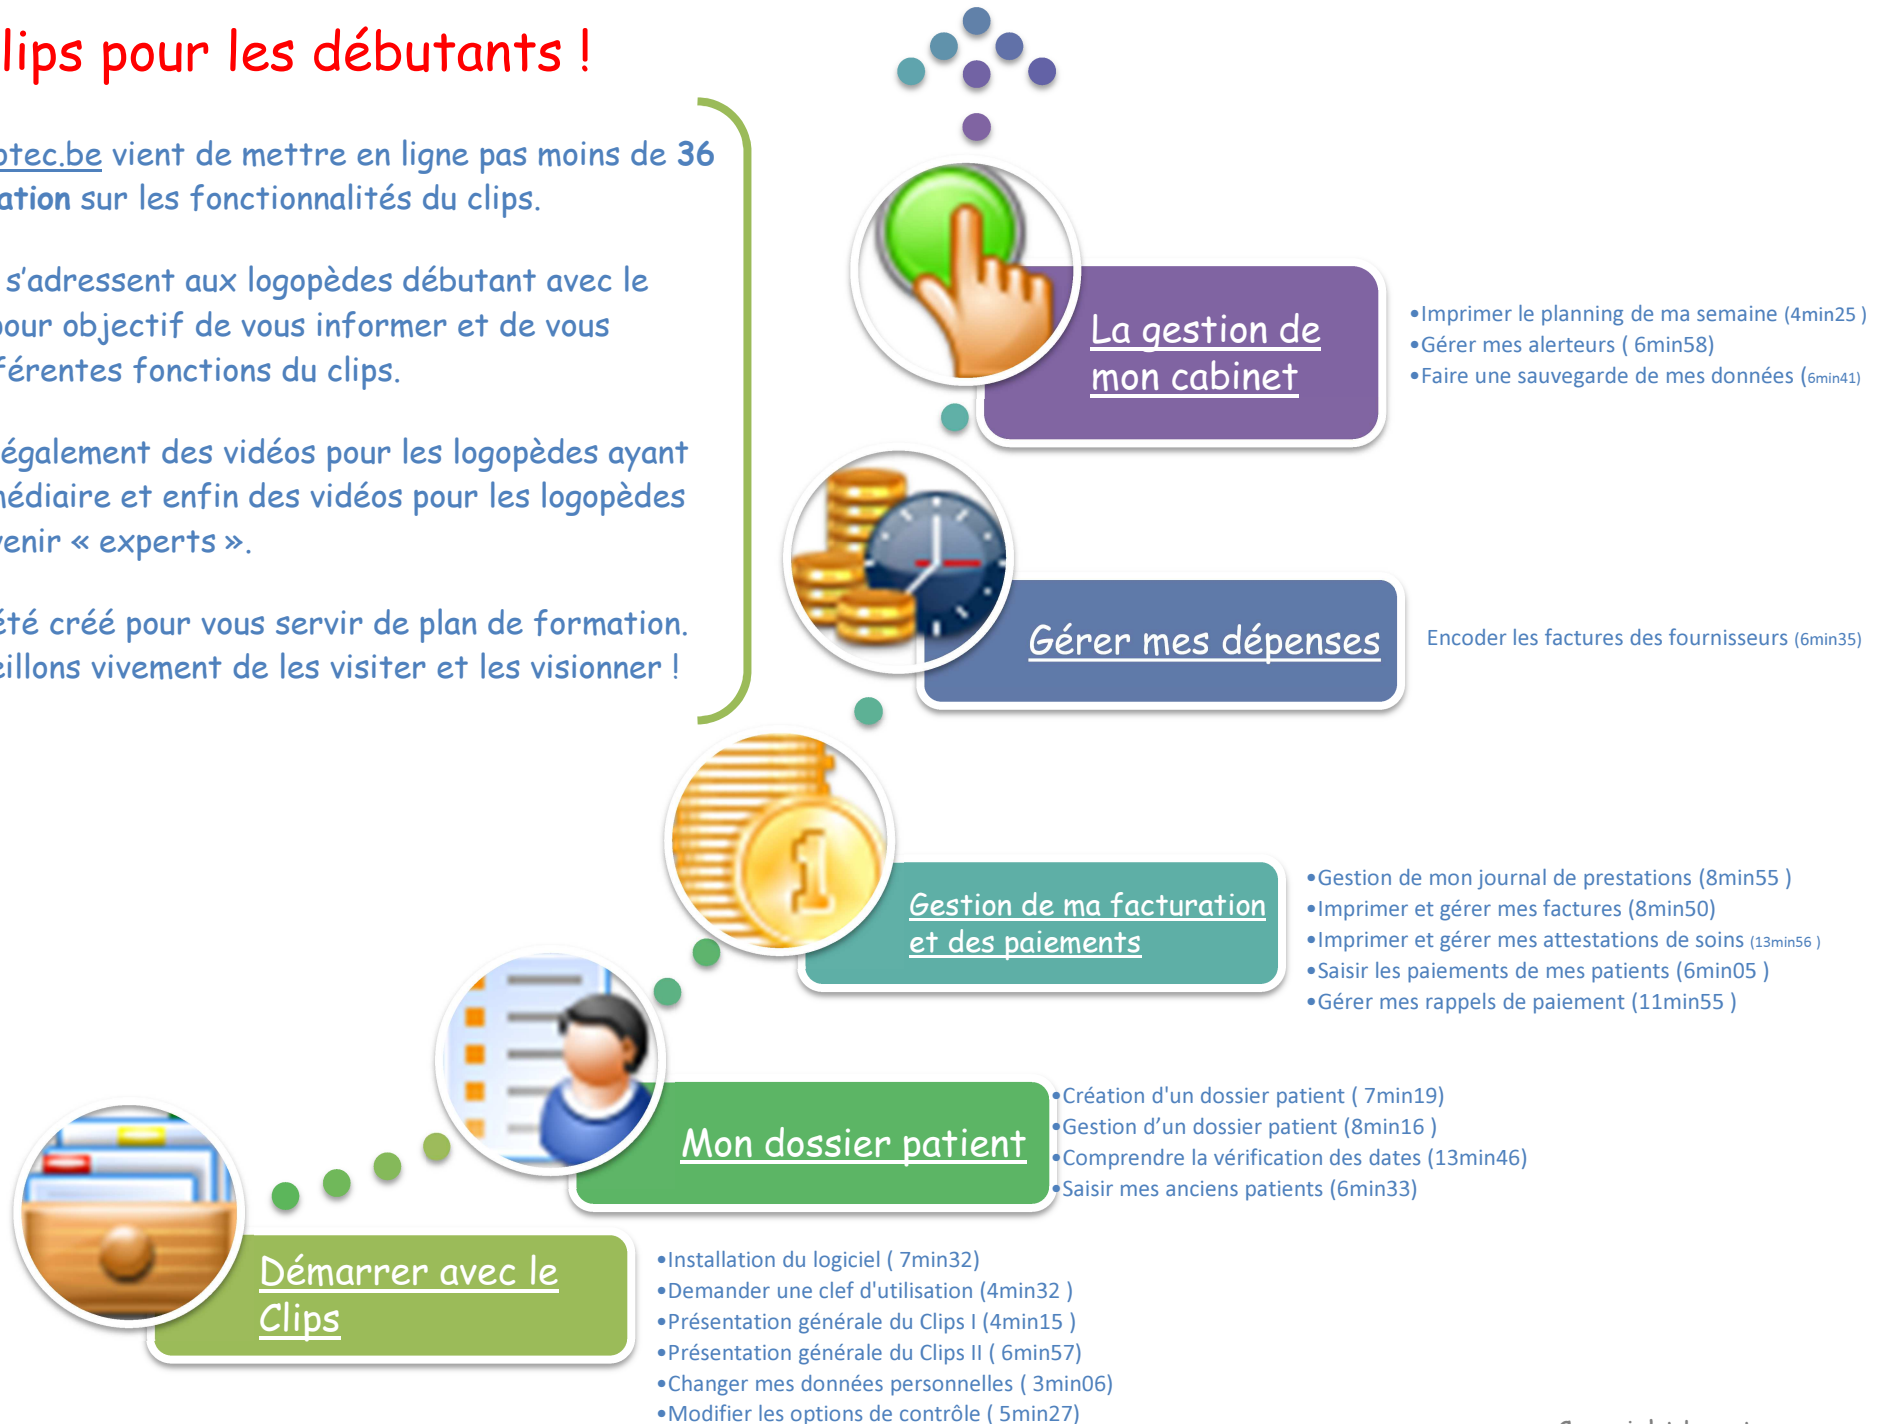 lips pour les débutants !
otec.be vient de mettre en ligne pas moins de 36
ation sur les fonctionnalités du clips.
s'adressent aux logopèdes débutant avec le
pour objectif de vous informer et de vous
férentes fonctions du clips.
également des vidéos pour les logopèdes ayant
médiaire et enfin des vidéos pour les logopèdes
venir « experts ».
été créé pour vous servir de plan de formation.
eillons vivement de les visiter et les visionner !
La gestion de
mon cabinet
•Imprimer le planning de ma semaine (4min25 )
•Gérer mes alerteurs ( 6min58)
•Faire une sauvegarde de mes données (6min41)
Gérer mes dépenses
Encoder les factures des fournisseurs (6min35)
Gestion de ma facturation
et des paiements
•Gestion de mon journal de prestations (8min55 )
•Imprimer et gérer mes factures (8min50)
•Imprimer et gérer mes attestations de soins (13min56 )
•Saisir les paiements de mes patients (6min05 )
•Gérer mes rappels de paiement (11min55 )
Mon dossier patient
•Création d'un dossier patient ( 7min19)
•Gestion d’un dossier patient (8min16 )
•Comprendre la vérification des dates (13min46)
•Saisir mes anciens patients (6min33)
Démarrer avec le
Clips
•Installation du logiciel ( 7min32)
•Demander une clef d'utilisation (4min32 )
•Présentation générale du Clips I (4min15 )
•Présentation générale du Clips II ( 6min57)
•Changer mes données personnelles ( 3min06)
•Modifier les options de contrôle ( 5min27)